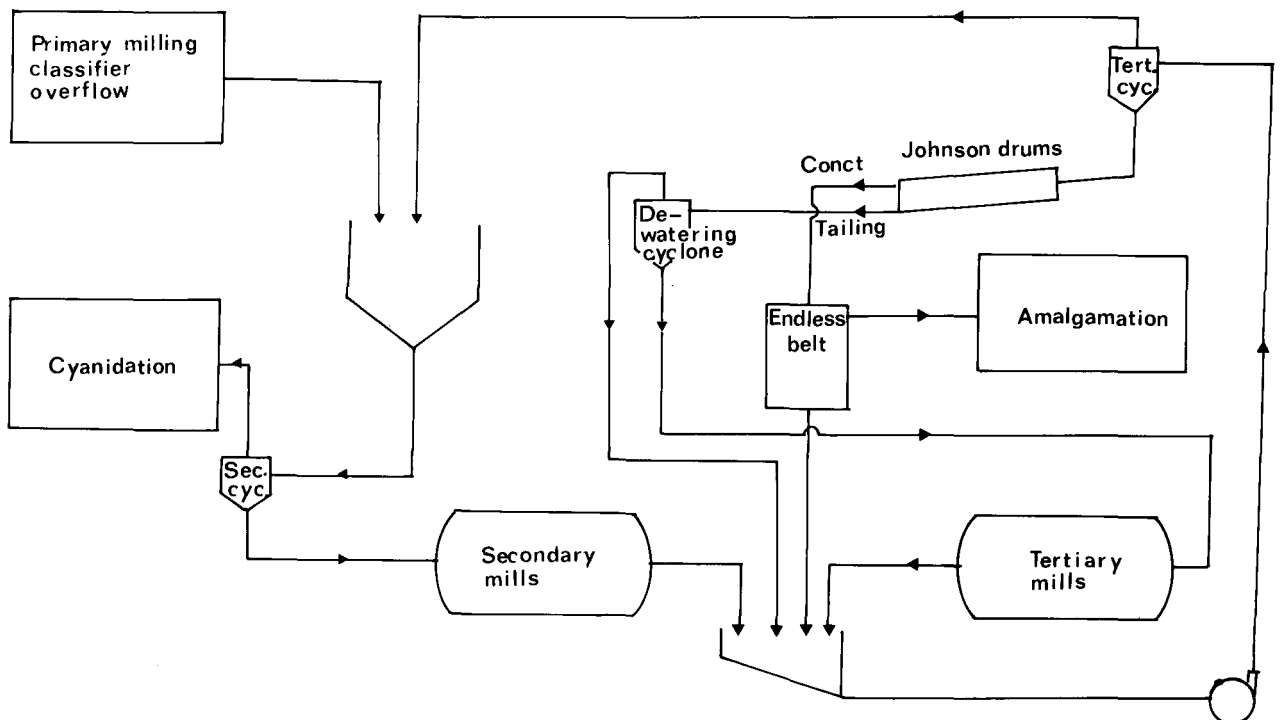 Primary milling
classifier
overflow
Tert.
cyc.
Johnson drums
Conct
Tailing
De-
watering
cyclone
Endless
belt
Amalgamation
Cyanidation
Sec.
cyc.
Secondary
mills
Tertiary
mills